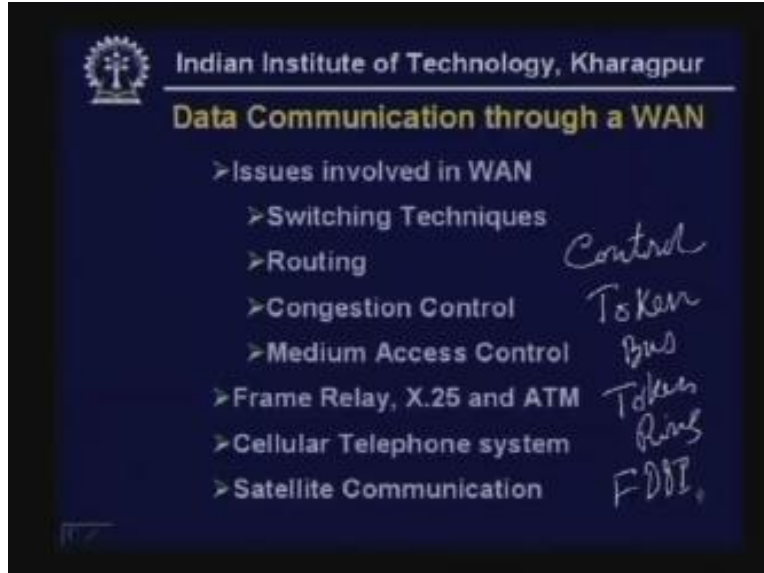 Indian Institute of Technology, Kharagpur
Data Communication through a WAN
➢Issues involved in WAN
➢Switching Techniques
➢Routing
Control
➢Congestion Control
Token
➢Medium Access Control
Bus
➢Frame Relay, X.25 and ATM
Token
➢Cellular Telephone system
Ring
➢Satellite Communication
FDDI.